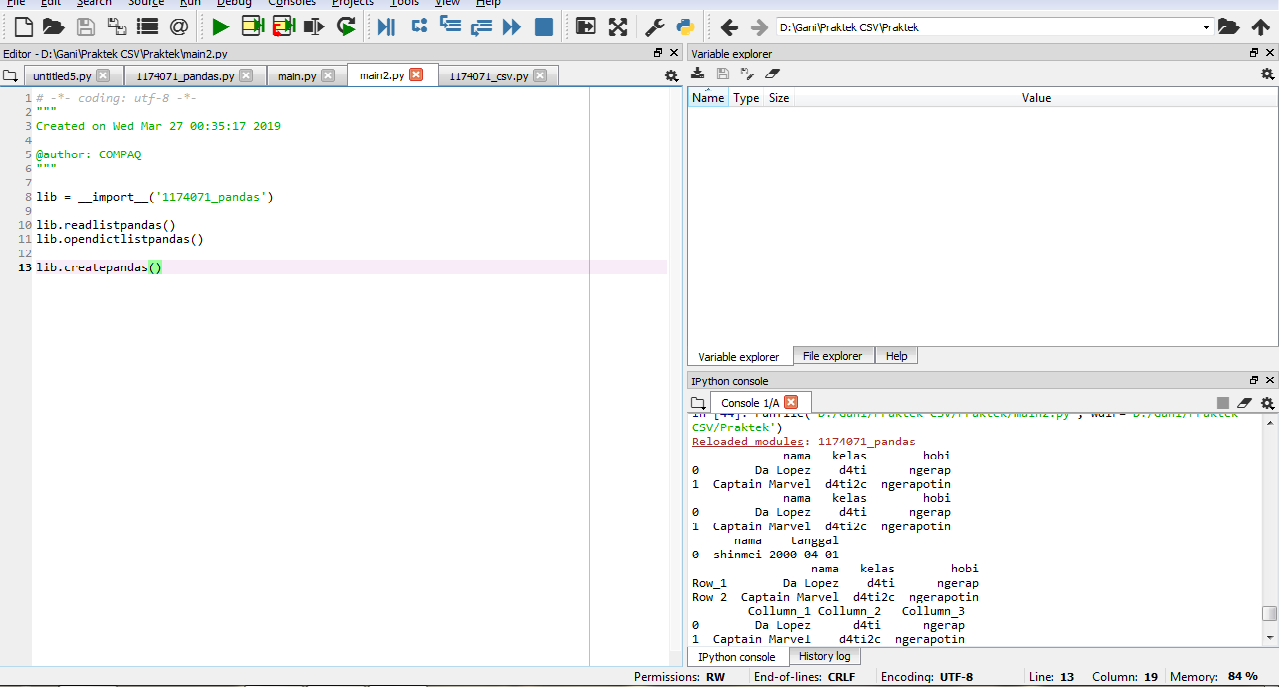 File Edit Search Source Run Debug Consoles Projects Tools View Help
D:\Gani\Praktek CSV\Praktek
Editor - D:\Gani\Praktek CSV\Praktek\main2.py
untitled5.py 1174071_pandas.py main.py main2.py 1174071_csv.py
1 # -*- coding: utf-8 -*-
2 """
3 Created on Wed Mar 27 00:35:17 2019
4
5 @author: COMPAQ
6 """
7
8 lib = __import__('1174071_pandas')
9
10 lib.readlistpandas()
11 lib.opendictlistpandas()
12
13 lib.createpandas()
Variable explorer
Name Type Size Value
Variable explorer File explorer Help
IPython console
Console 1/A
In [44]: runfile('D:/Gani/Praktek CSV/Praktek/main2.py', wdir='D:/Gani/Praktek
CSV/Praktek')
Reloaded modules: 1174071_pandas
nama kelas hobi
0 Da Lopez d4ti ngerap
1 Captain Marvel d4ti2c ngerapotin
nama kelas hobi
0 Da Lopez d4ti ngerap
1 Captain Marvel d4ti2c ngerapotin
nama tanggal
0 shinmei 2000-04-01
nama kelas hobi
Row_1 Da Lopez d4ti ngerap
Row_2 Captain Marvel d4ti2c ngerapotin
Collumn_1 Collumn_2 Collumn_3
0 Da Lopez d4ti ngerap
1 Captain Marvel d4ti2c ngerapotin
IPython console History log
Permissions: RW End-of-lines: CRLF Encoding: UTF-8 Line: 13 Column: 19 Memory: 84 %